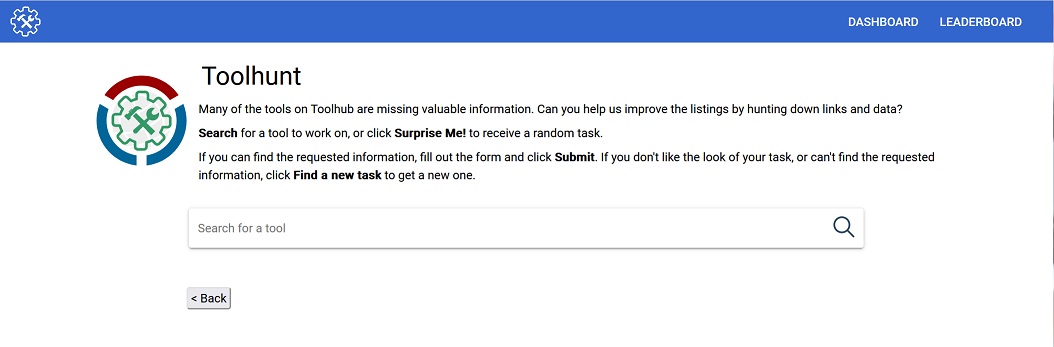 DASHBOARD LEADERBOARD
Toolhunt
Many of the tools on Toolhub are missing valuable information. Can you help us improve the listings by hunting down links and data?
Search for a tool to work on, or click Surprise Me! to receive a random task.
If you can find the requested information, fill out the form and click Submit. If you don't like the look of your task, or can't find the requested
information, click Find a new task to get a new one.
Search for a tool
< Back